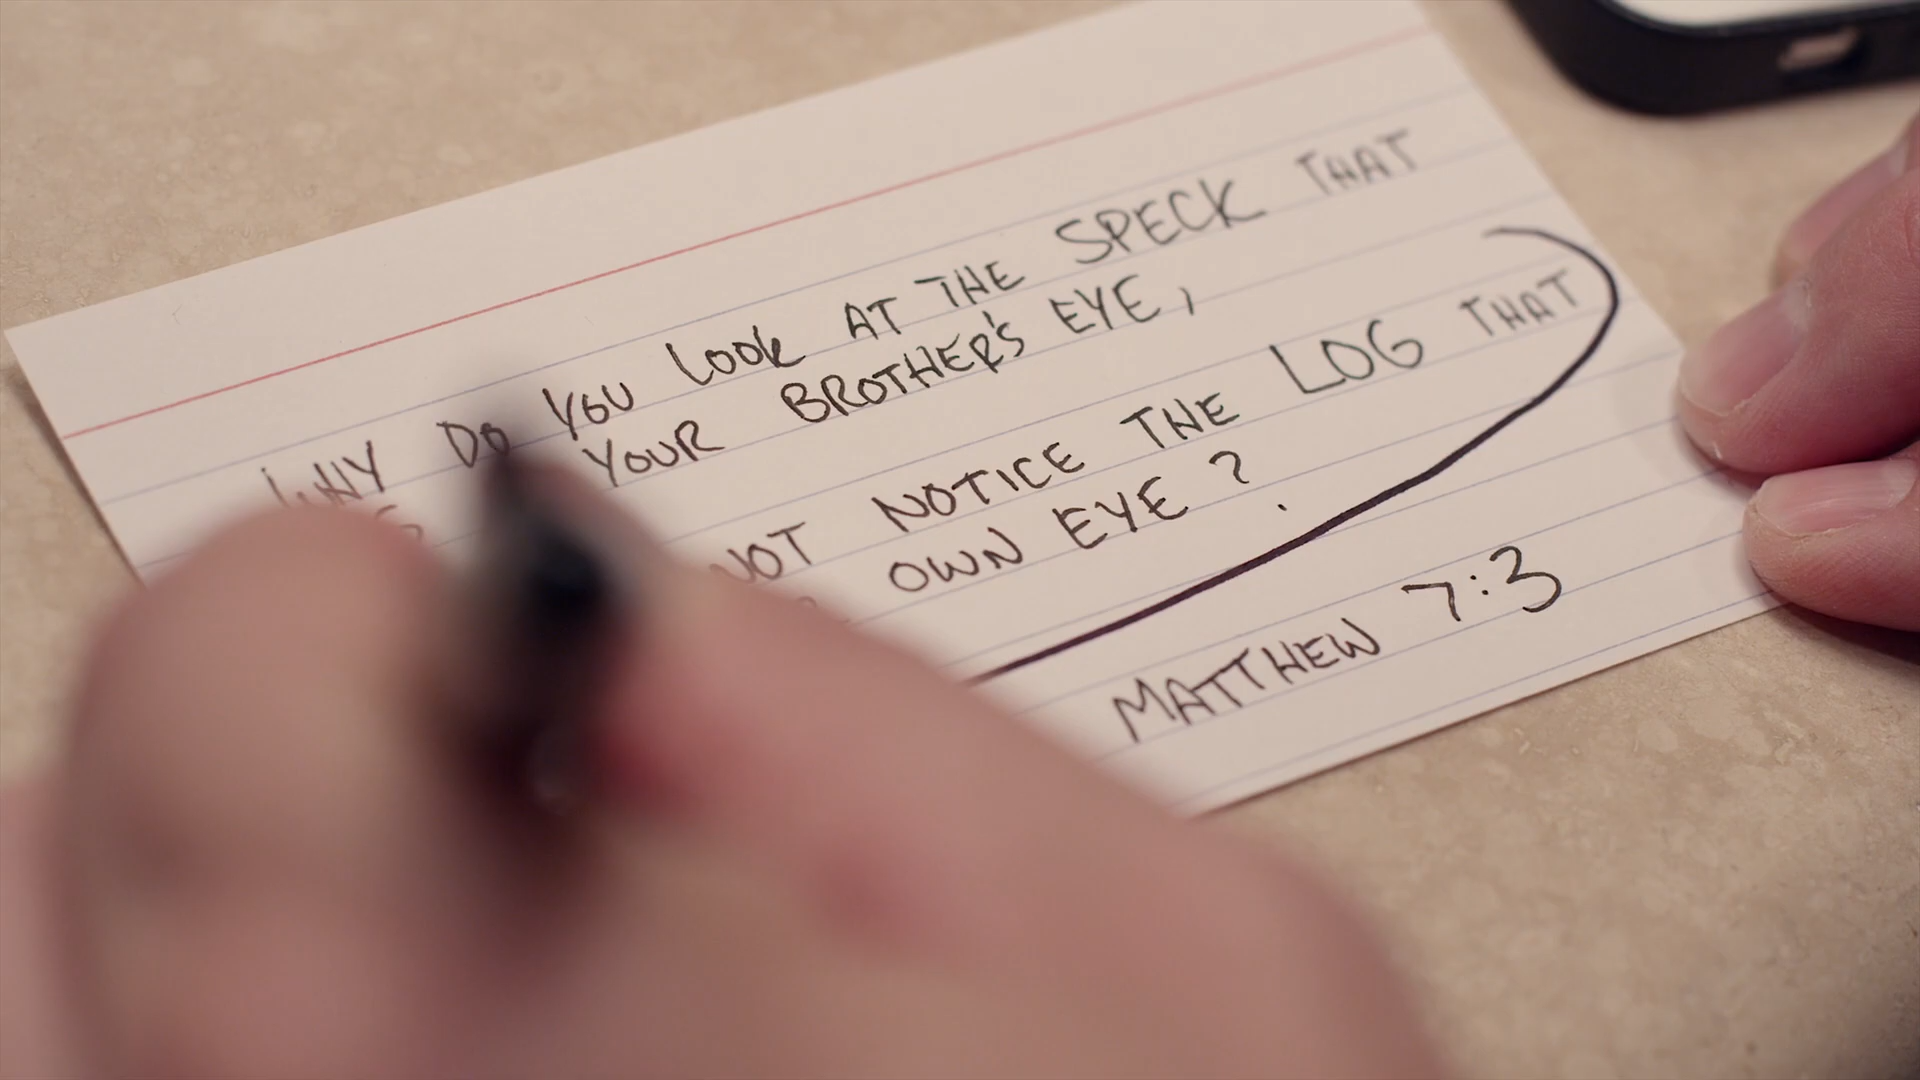 WHY DO YOU LOOK AT THE SPECK THAT
YOUR BROTHER'S EYE,
NOT NOTICE THE LOG THAT
OWN EYE?
MATTHEW 7:3